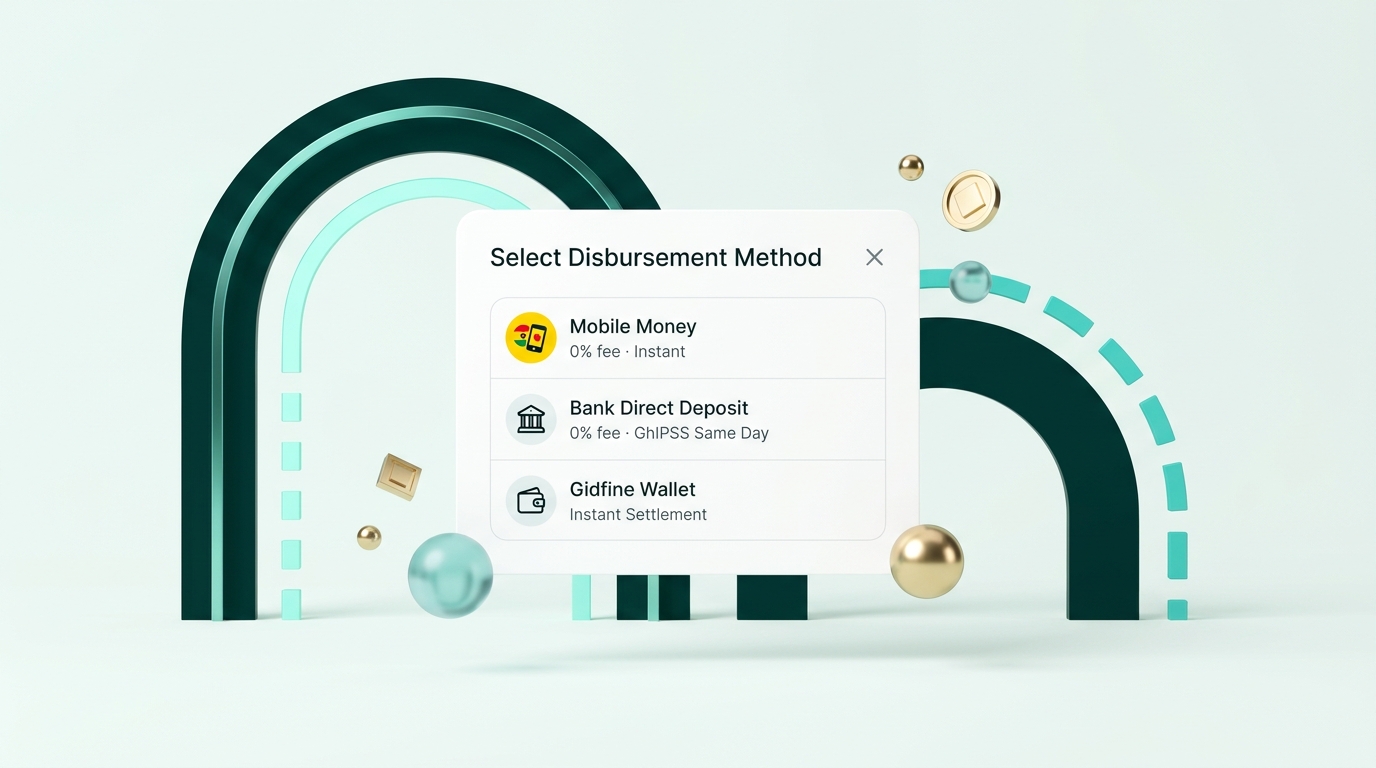 Select Disbursement Method
Mobile Money
0% fee · Instant
Bank Direct Deposit
0% fee · GhIPSS Same Day
Gidfine Wallet
Instant Settlement